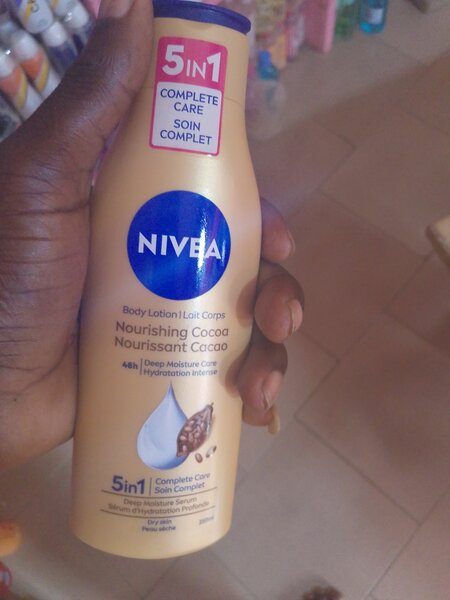 5IN1
COMPLETE
CARE
SOIN
COMPLET
NIVEA
Body Lotion | Lait Corps
Nourishing Cocoa
Nourissant Cacao
48h | Deep Moisture Care
Hydratation Intense
5in1 | Complete Care
Soin Complet
Deep Moisture Serum
Sérum d'Hydratation Profonde
Dry skin
Peau sèche
250ml